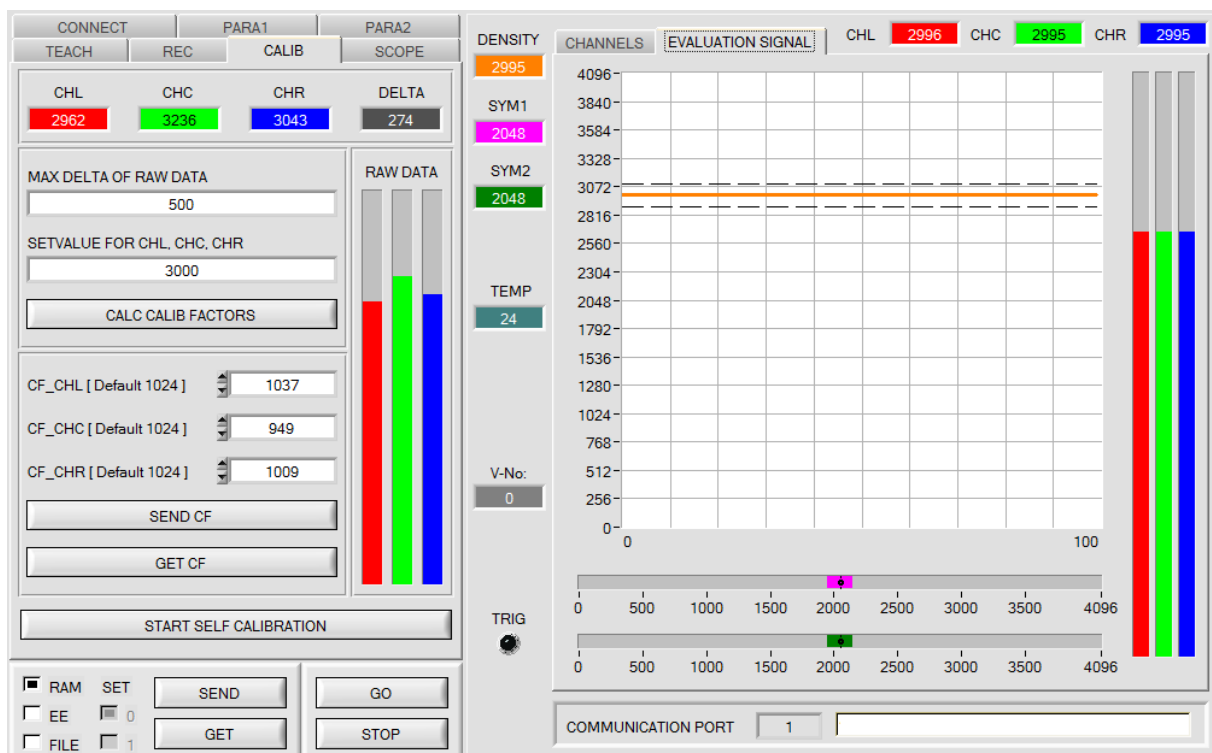 CONNECT PARA1 PARA2
TEACH REC CALIB SCOPE
CHL CHC CHR DELTA
2962 3236 3043 274
MAX DELTA OF RAW DATA
500
SETVALUE FOR CHL, CHC, CHR
3000
CALC CALIB FACTORS
RAW DATA
CF_CHL [ Default 1024 ] 1037
CF_CHC [ Default 1024 ] 949
CF_CHR [ Default 1024 ] 1009
SEND CF
GET CF
START SELF CALIBRATION
RAM SET
EE 0
FILE 1
SEND
GET
GO
STOP
DENSITY
2995
SYM1
2048
SYM2
2048
TEMP
24
V-No:
0
TRIG
CHANNELS EVALUATION SIGNAL CHL 2996 CHC 2995 CHR 2995
4096
3840
3584
3328
3072
2816
2560
2304
2048
1792
1536
1280
1024
768
512
256
0
0 100
0 500 1000 1500 2000 2500 3000 3500 4096
0 500 1000 1500 2000 2500 3000 3500 4096
COMMUNICATION PORT 1